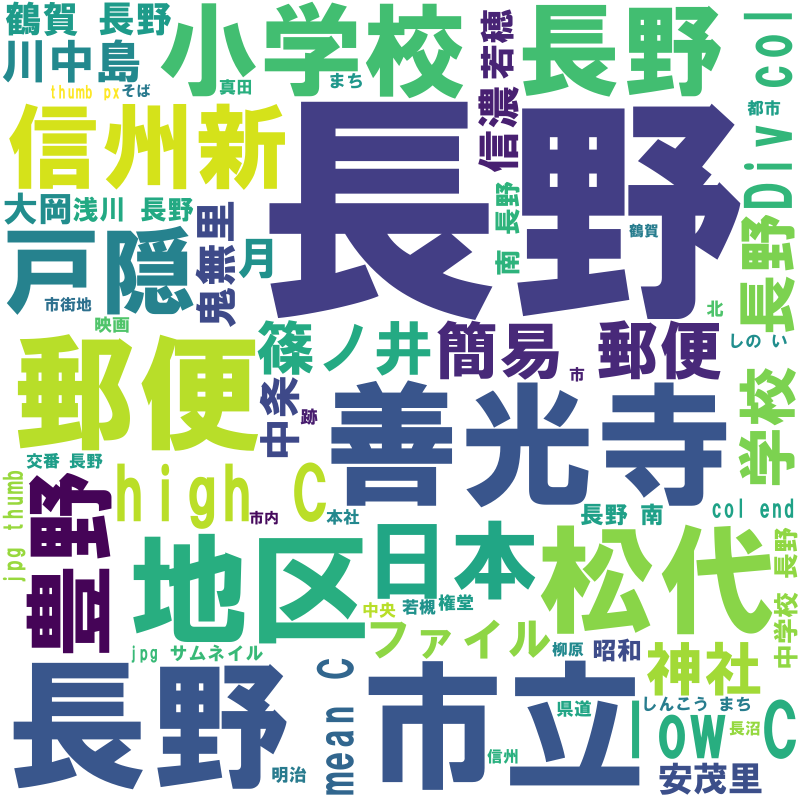 鶴賀 長野
小学校
長野
Div col
川中島
真田
まち
若穂
thumb px
そば
都市
信州新
長野
信濃
大岡
浅川 長野
鬼無里
月
南 長野
鶴賀
長野
戸隠
市街地
映画
北
しの い
郵便
篠ノ井
簡易
郵便
市
中条
跡
善光寺
学校
交番 長野
high C
jpg thumb
豊野
市内
本社
長野 南
col end
地区
日本
松代
中学校 長野
中央
若槻
権堂
ファイル
jpg サムネイル
柳原
昭和
神社
長野
mean C
市立
しんこう まち
県道
low C
長沼
明治
信州
安茂里